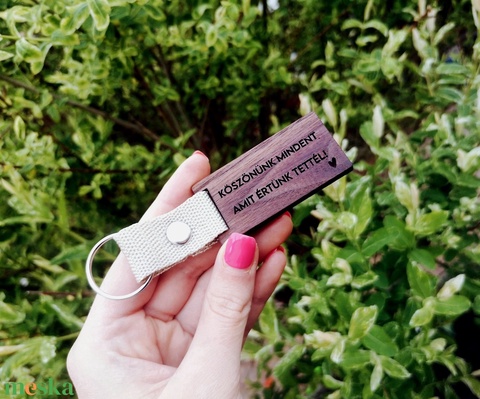 KÖSZÖNÜNK MINDENT
AMIT ÉRTÜNK TETTÉL!
meska